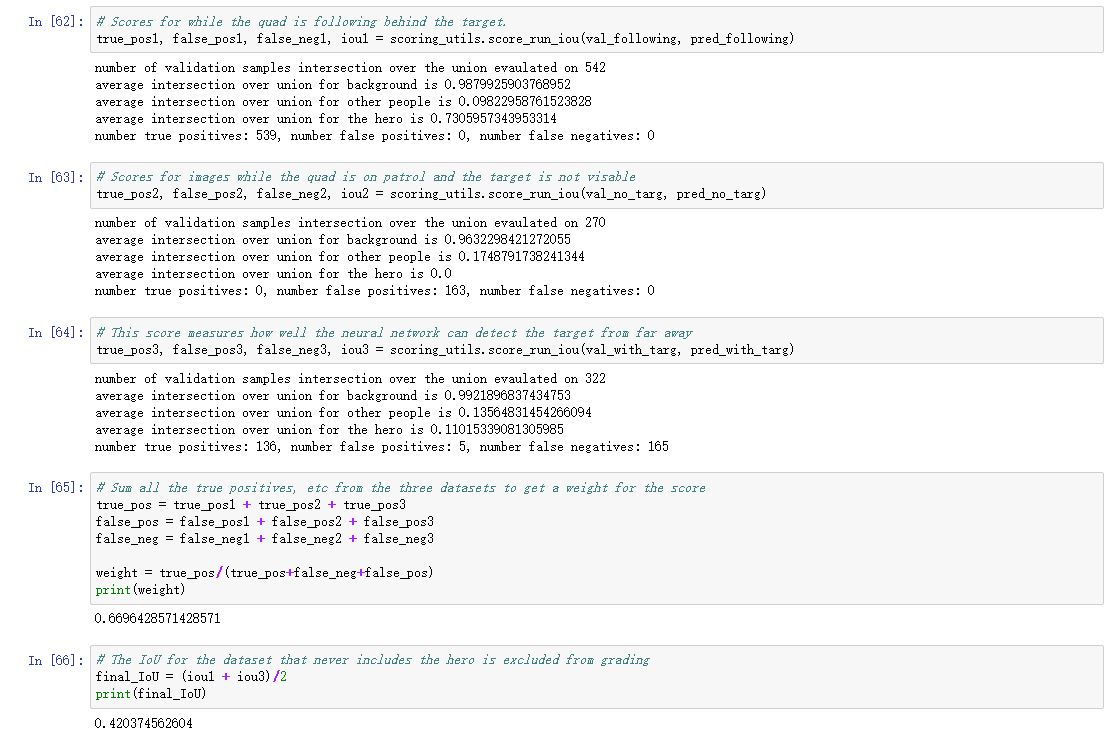 In [62]: # Scores for while the quad is following behind the target.
true_pos1, false_pos1, false_neg1, iou1 = scoring_utils.score_run_iou(val_following, pred_following)
number of validation samples intersection over the union evaulated on 542
average intersection over union for background is 0.9879925903768952
average intersection over union for other people is 0.09822958761523828
average intersection over union for the hero is 0.7305957343953314
number true positives: 539, number false positives: 0, number false negatives: 0
In [63]: # Scores for images while the quad is on patrol and the target is not visable
true_pos2, false_pos2, false_neg2, iou2 = scoring_utils.score_run_iou(val_no_targ, pred_no_targ)
number of validation samples intersection over the union evaulated on 270
average intersection over union for background is 0.9632298421272055
average intersection over union for other people is 0.1748791738241344
average intersection over union for the hero is 0.0
number true positives: 0, number false positives: 163, number false negatives: 0
In [64]: # This score measures how well the neural network can detect the target from far away
true_pos3, false_pos3, false_neg3, iou3 = scoring_utils.score_run_iou(val_with_targ, pred_with_targ)
number of validation samples intersection over the union evaulated on 322
average intersection over union for background is 0.9921896837434753
average intersection over union for other people is 0.13564831454266094
average intersection over union for the hero is 0.11015339081305985
number true positives: 136, number false positives: 5, number false negatives: 165
In [65]: # Sum all the true positives, etc from the three datasets to get a weight for the score
true_pos = true_pos1 + true_pos2 + true_pos3
false_pos = false_pos1 + false_pos2 + false_pos3
false_neg = false_neg1 + false_neg2 + false_neg3
weight = true_pos/(true_pos+false_neg+false_pos)
print(weight)
0.6696428571428571
In [66]: # The IoU for the dataset that never includes the hero is excluded from grading
final_IoU = (iou1 + iou3)/2
print(final_IoU)
0.420374562604